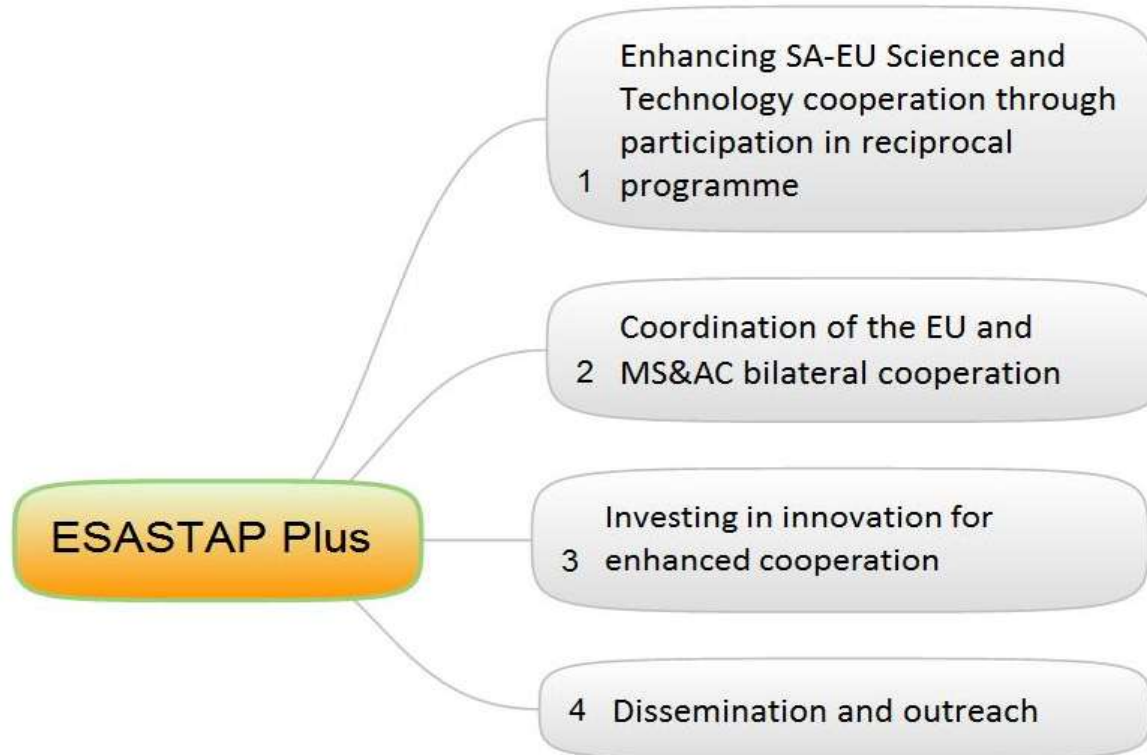 ESASTAP Plus
Enhancing SA-EU Science and
Technology cooperation through
participation in reciprocal
1 programme
Coordination of the EU and
2 MS&AC bilateral cooperation
Investing in innovation for
3 enhanced cooperation
4 Dissemination and outreach